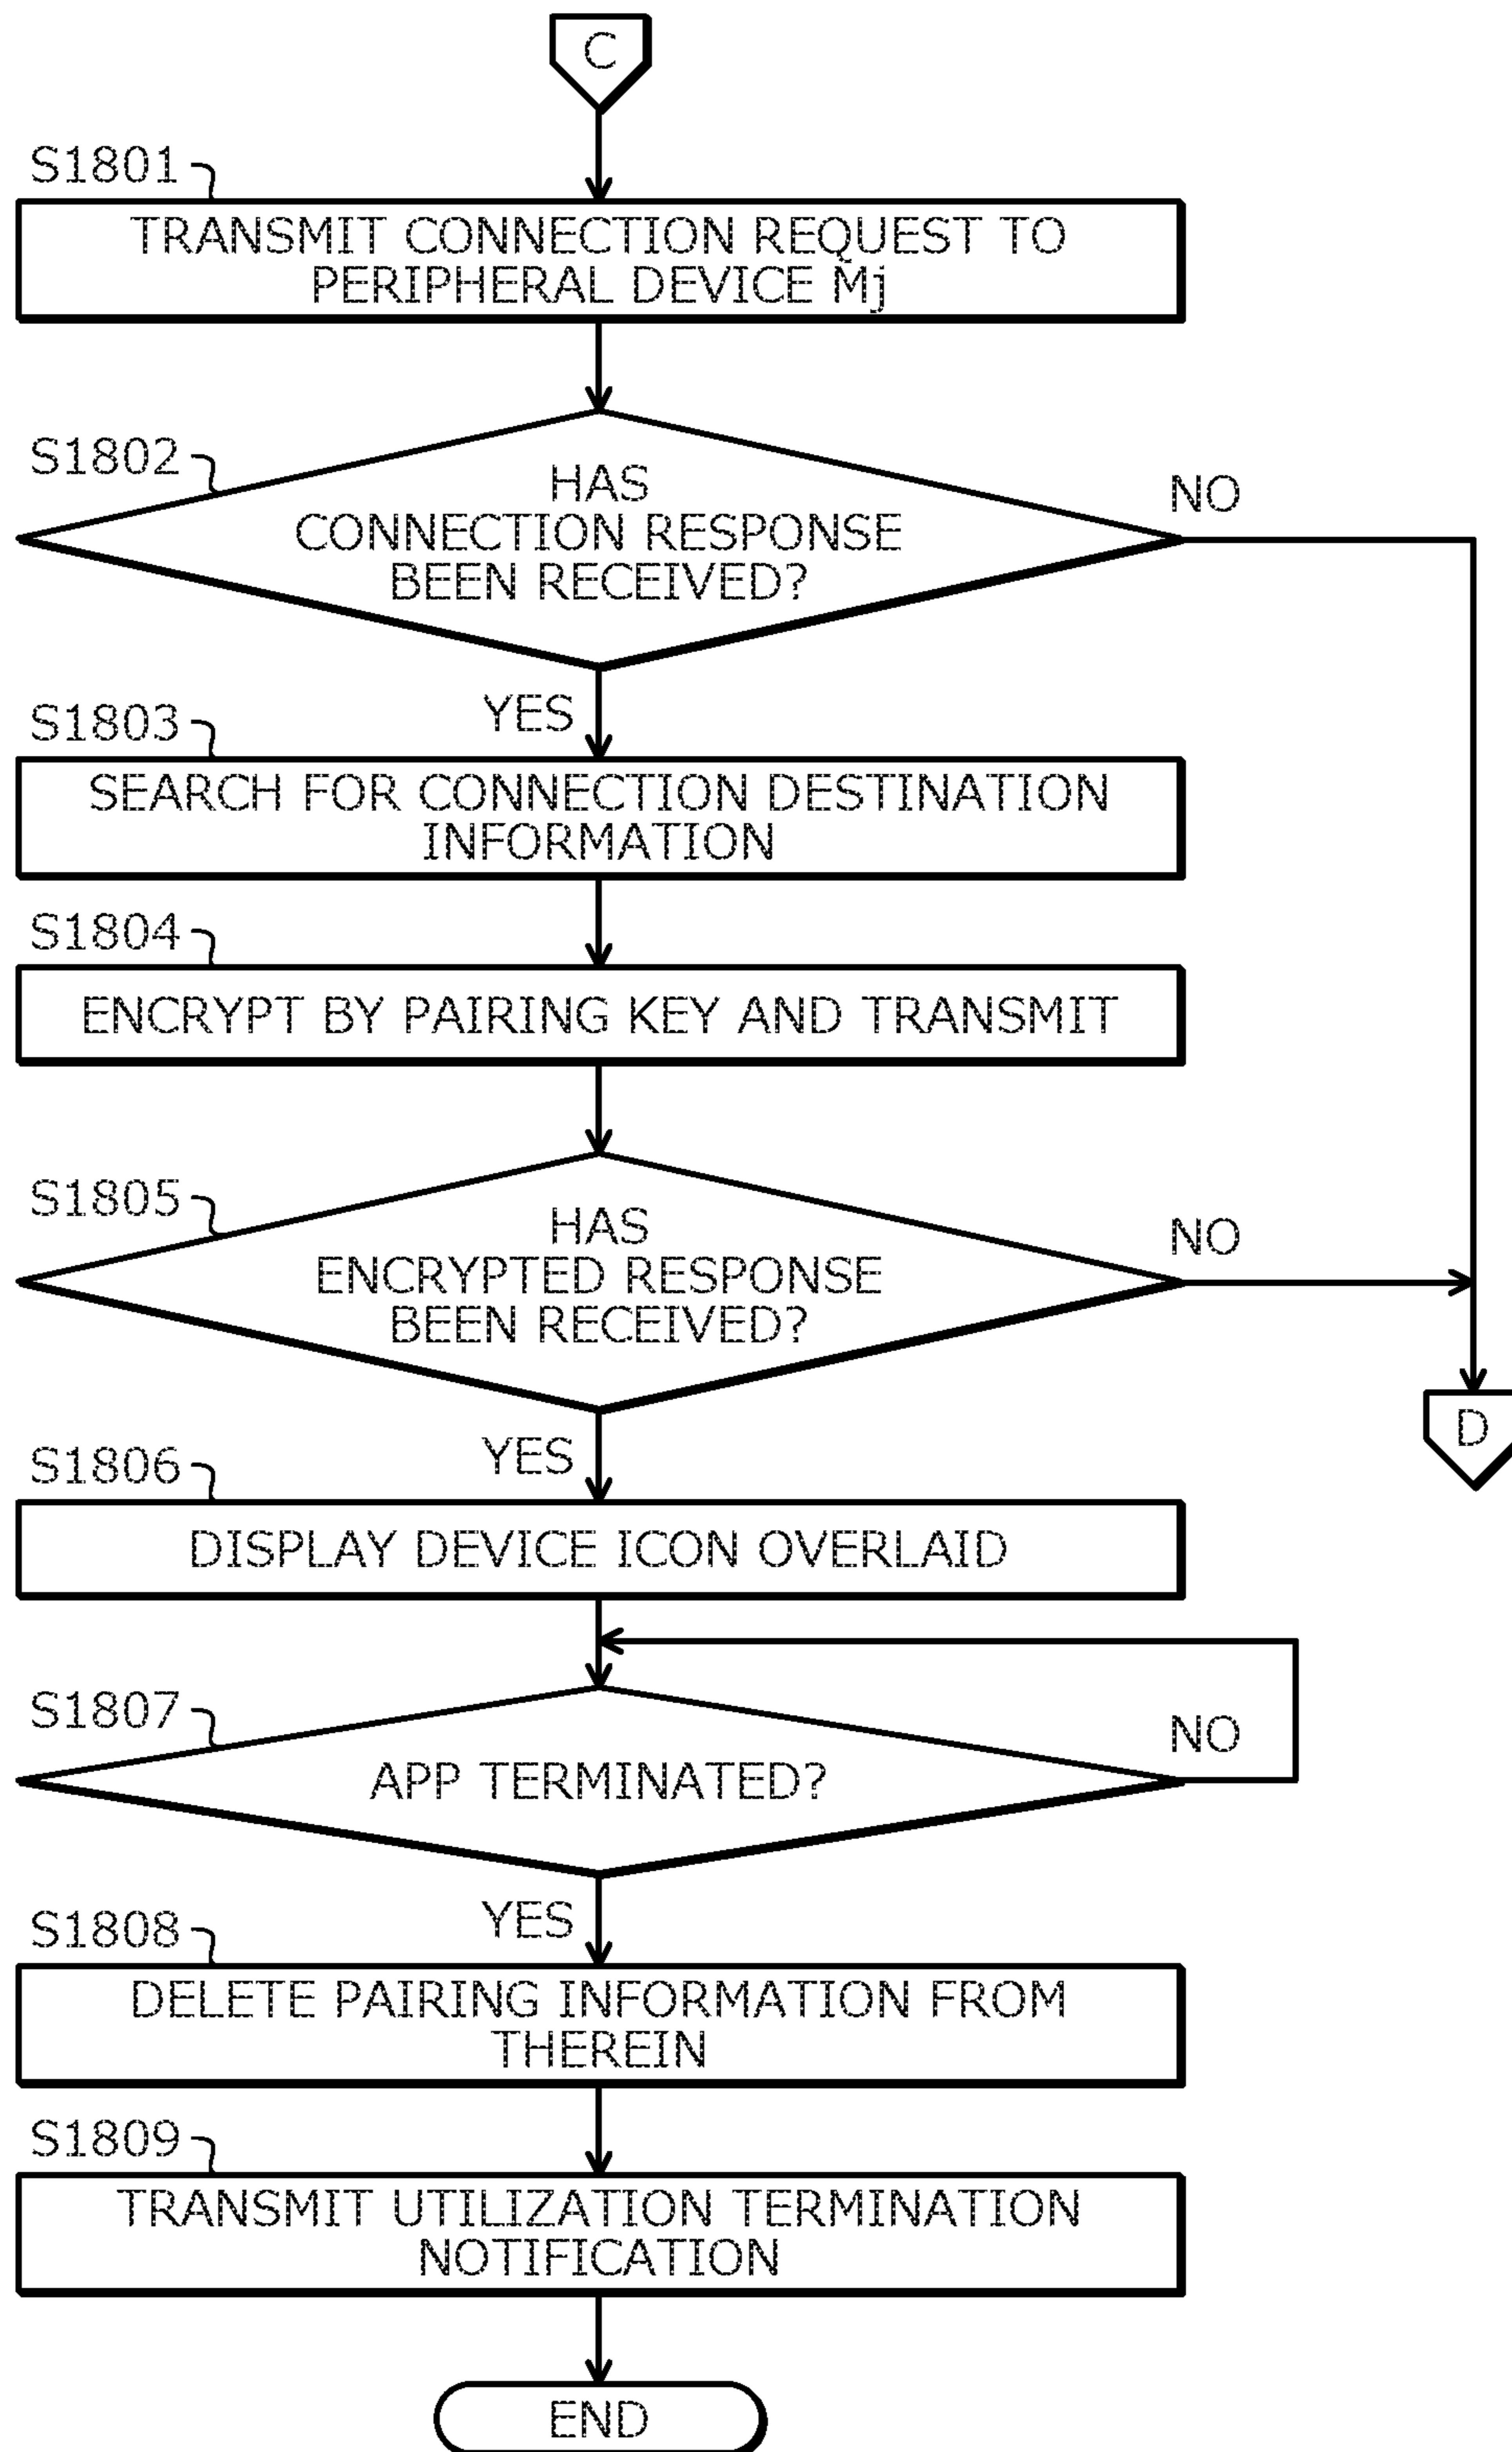 C
S1801
TRANSMIT CONNECTION REQUEST TO
PERIPHERAL DEVICE Mj
S1802
HAS
CONNECTION RESPONSE
BEEN RECEIVED?
NO
YES
S1803
SEARCH FOR CONNECTION DESTINATION
INFORMATION
S1804
ENCRYPT BY PAIRING KEY AND TRANSMIT
S1805
HAS
ENCRYPTED RESPONSE
BEEN RECEIVED?
NO
D
YES
S1806
DISPLAY DEVICE ICON OVERLAID
S1807
APP TERMINATED?
NO
YES
S1808
DELETE PAIRING INFORMATION FROM
THEREIN
S1809
TRANSMIT UTILIZATION TERMINATION
NOTIFICATION
END